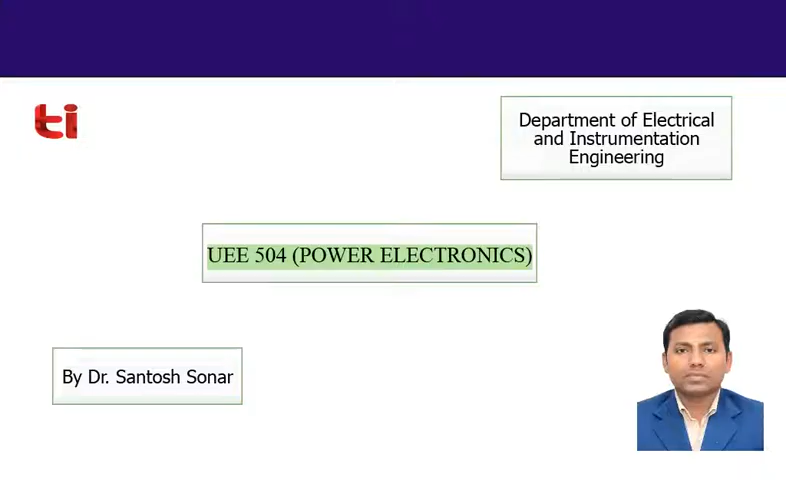 ti
Department of Electrical
and Instrumentation
Engineering
UEE 504 (POWER ELECTRONICS)
By Dr. Santosh Sonar